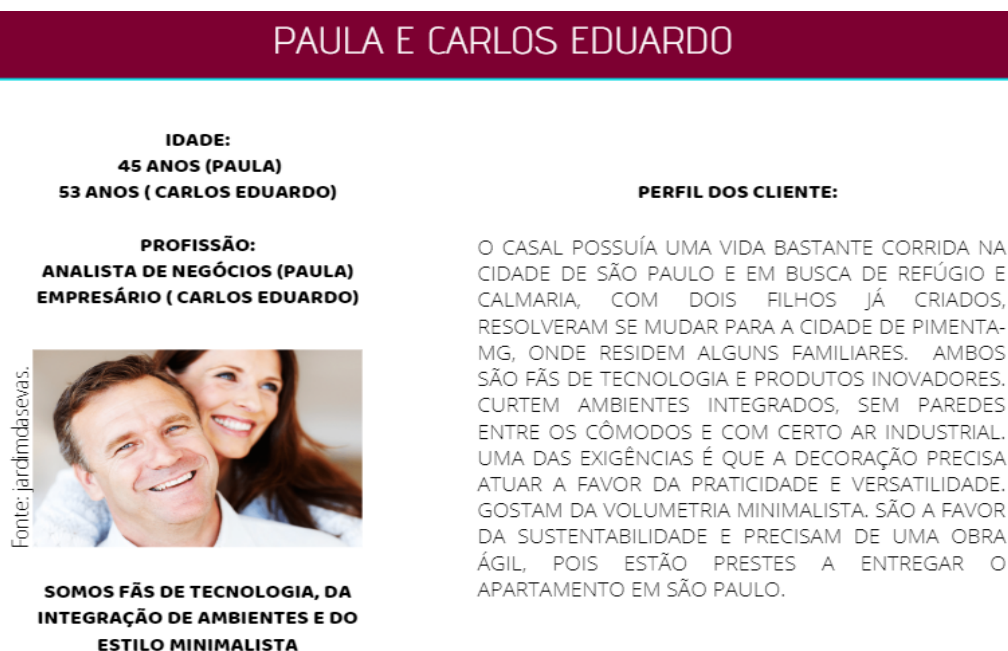 PAULA E CARLOS EDUARDO
IDADE:
45 ANOS (PAULA)
53 ANOS ( CARLOS EDUARDO)
PROFISSÃO:
ANALISTA DE NEGÓCIOS (PAULA)
EMPRESÁRIO ( CARLOS EDUARDO)
Fonte: jardimdasevas.
SOMOS FÃS DE TECNOLOGIA, DA
INTEGRAÇÃO DE AMBIENTES E DO
ESTILO MINIMALISTA
PERFIL DOS CLIENTE:
O CASAL POSSUÍA UMA VIDA BASTANTE CORRIDA NA
CIDADE DE SÃO PAULO E EM BUSCA DE REFÚGIO E
CALMARIA, COM DOIS FILHOS JÁ CRIADOS,
RESOLVERAM SE MUDAR PARA A CIDADE DE PIMENTA-
MG, ONDE RESIDEM ALGUNS FAMILIARES. AMBOS
SÃO FÃS DE TECNOLOGIA E PRODUTOS INOVADORES.
CURTEM AMBIENTES INTEGRADOS, SEM PAREDES
ENTRE OS CÔMODOS E COM CERTO AR INDUSTRIAL.
UMA DAS EXIGÊNCIAS É QUE A DECORAÇÃO PRECISA
ATUAR A FAVOR DA PRATICIDADE E VERSATILIDADE.
GOSTAM DA VOLUMETRIA MINIMALISTA. SÃO A FAVOR
DA SUSTENTABILIDADE E PRECISAM DE UMA OBRA
ÁGIL, POIS ESTÃO PRESTES A ENTREGAR O
APARTAMENTO EM SÃO PAULO.